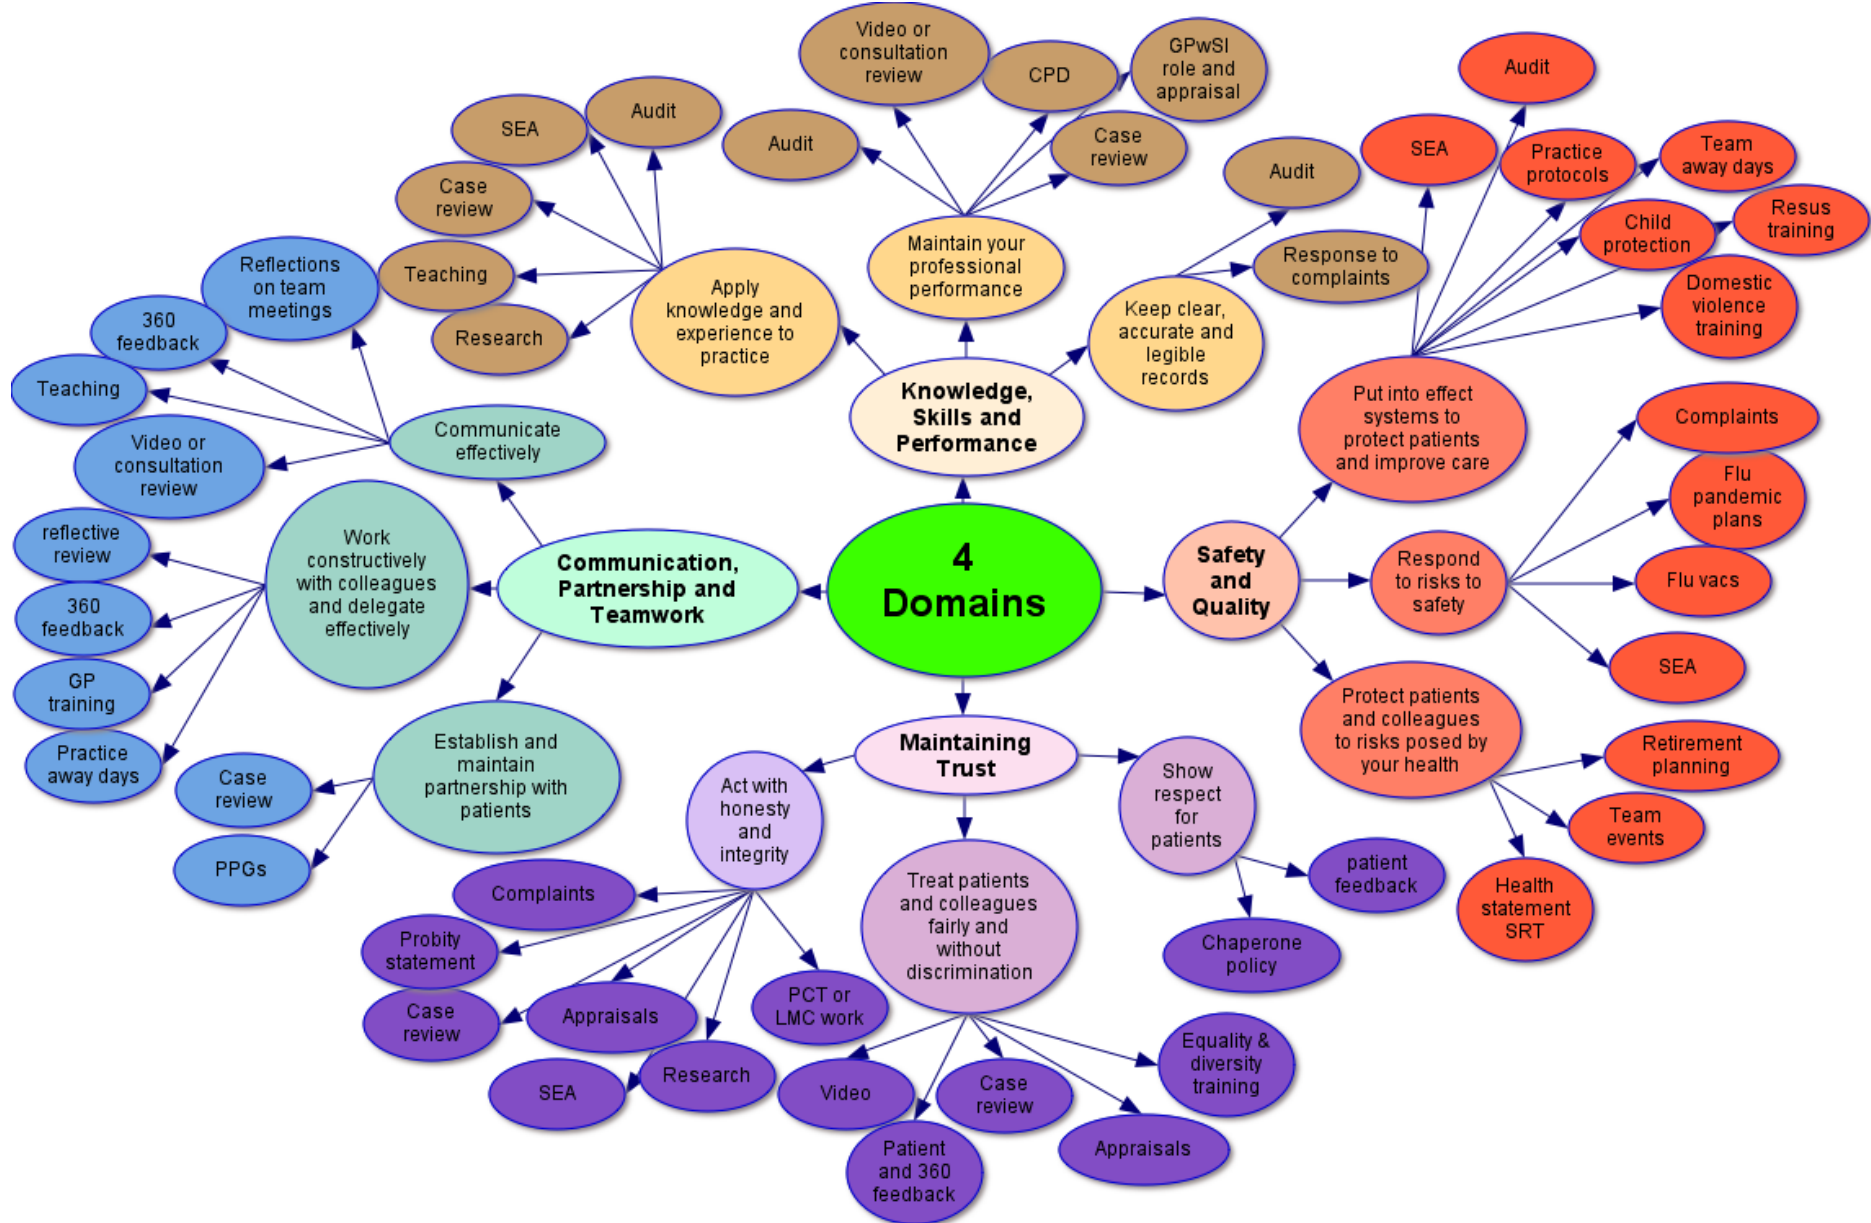 4
Domains
Knowledge,
Skills and
Performance
Apply
knowledge and
experience to
practice
Audit
SEA
Case
review
Teaching
Research
Maintain your
professional
performance
Audit
Video or
consultation
review
CPD
GPwSI
role and
appraisal
Case
review
Keep clear,
accurate and
legible
records
Audit
Response to
complaints
Safety
and
Quality
Put into effect
systems to
protect patients
and improve care
SEA
Audit
Practice
protocols
Team
away days
Child
protection
Resus
training
Domestic
violence
training
Respond
to risks to
safety
Complaints
Flu
pandemic
plans
Flu vacs
SEA
Protect patients
and colleagues
to risks posed by
your health
Retirement
planning
Team
events
Health
statement
SRT
Maintaining
Trust
Show
respect
for
patients
patient
feedback
Chaperone
policy
Treat patients
and colleagues
fairly and
without
discrimination
Equality &
diversity
training
Appraisals
Case
review
Patient
and 360
feedback
Video
Act with
honesty
and
integrity
PCT or
LMC work
Research
SEA
Appraisals
Case
review
Probity
statement
Complaints
Communication,
Partnership and
Teamwork
Establish and
maintain
partnership with
patients
Case
review
PPGs
Work
constructively
with colleagues
and delegate
effectively
reflective
review
360
feedback
GP
training
Practice
away days
Communicate
effectively
Reflections
on team
meetings
360
feedback
Teaching
Video or
consultation
review